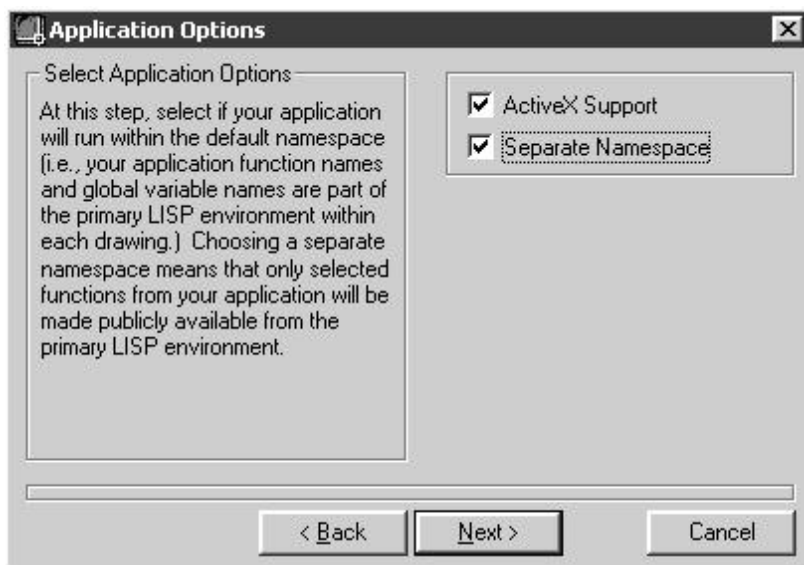 Application Options
Select Application Options
At this step, select if your application
will run within the default namespace
(i.e., your application function names
and global variable names are part of
the primary LISP environment within
each drawing.) Choosing a separate
namespace means that only selected
functions from your application will be
made publicly available from the
primary LISP environment.
ActiveX Support
Separate Namespace
< Back
Next >
Cancel